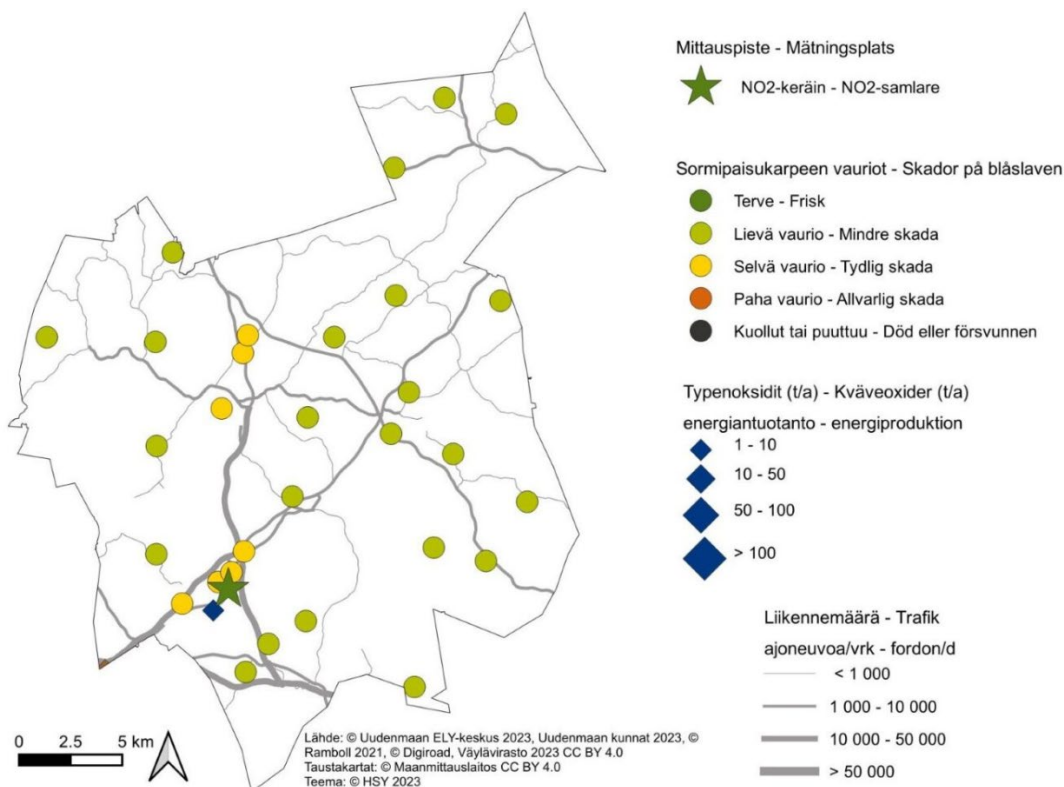 Mittauspiste - Mätningsplats
NO2-keräin - NO2-samlare
Sormipaisukarpeen vauriot - Skador på blåslaven
Terve - Frisk
Lievä vaurio - Mindre skada
Selvä vaurio - Tydlig skada
Paha vaurio - Allvarlig skada
Kuollut tai puuttuu - Död eller försvunnen
Typenoksidit (t/a) - Kväveoxider (t/a)
energiantuotanto - energiproduktion
1 - 10
10 - 50
50 - 100
> 100
Liikennemäärä - Trafik
ajoneuvoa/vrk - fordon/d
< 1 000
1 000 - 10 000
10 000 - 50 000
> 50 000
0 2.5 5 km
Lähde: © Uudenmaan ELY-keskus 2023, Uudenmaan kunnat 2023, ©
Ramboll 2021, © Digiroad, Väylävirasto 2023 CC BY 4.0
Taustakartat: © Maanmittauslaitos CC BY 4.0
Teema: © HSY 2023